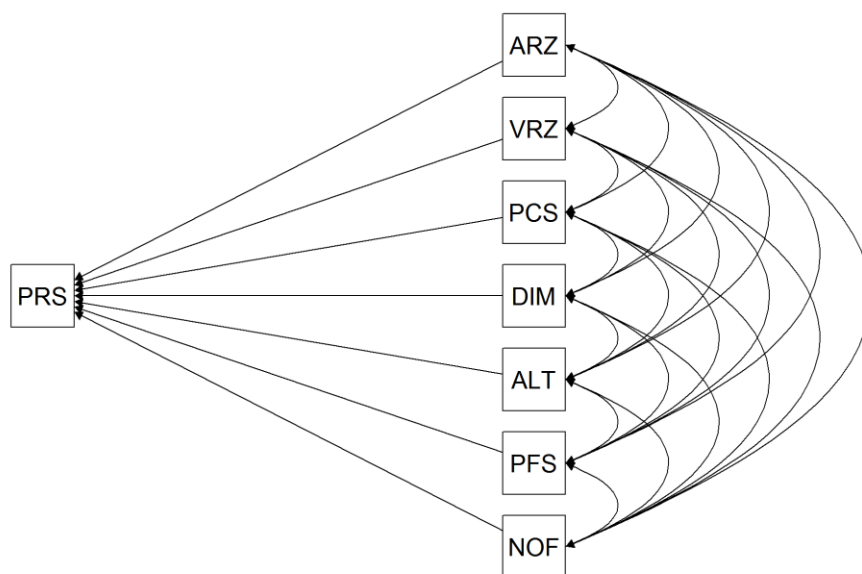 ARZ
VRZ
PCS
PRS
DIM
ALT
PFS
NOF